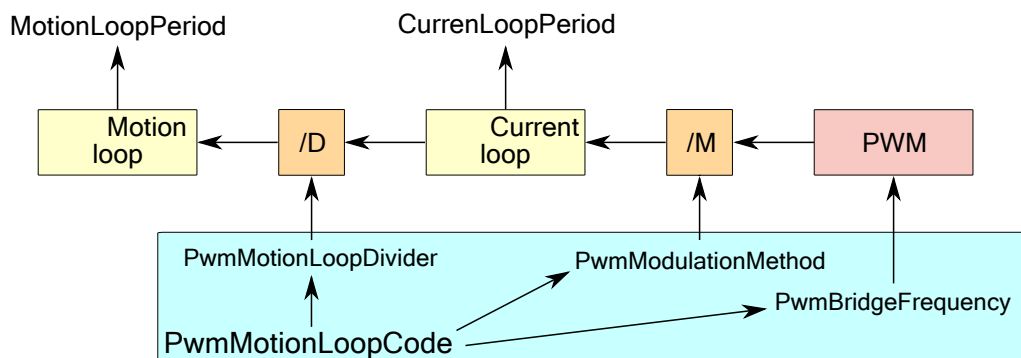 MotionLoopPeriod
CurrenLoopPeriod
Motion
loop
/D
Current
loop
/M
PWM
PwmMotionLoopDivider
PwmModulationMethod
PwmBridgeFrequency
PwmMotionLoopCode